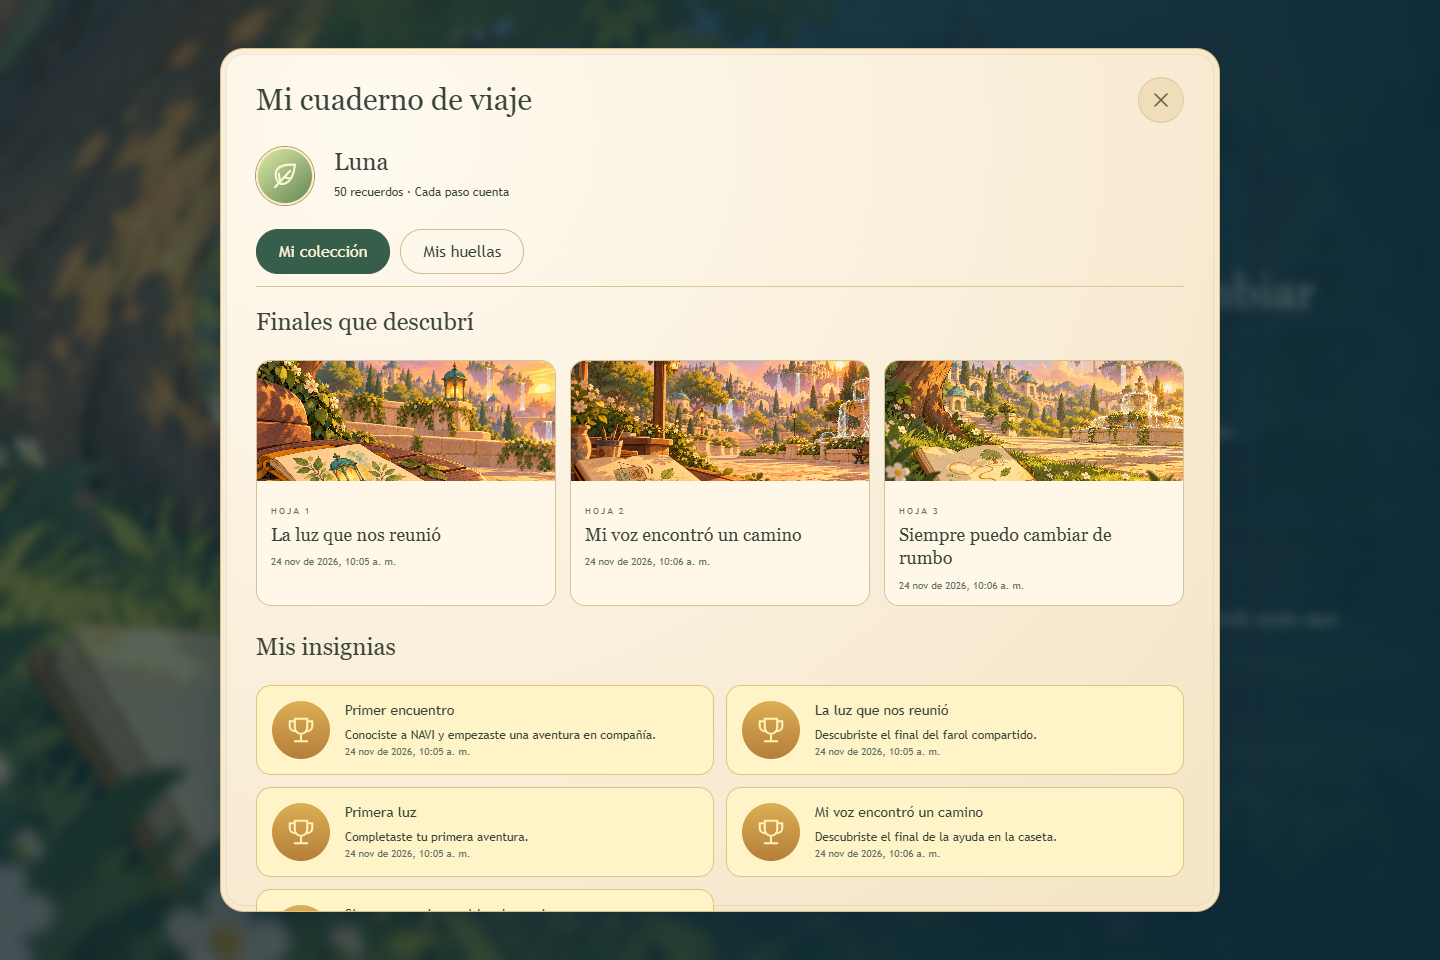 Mi cuaderno de viaje
Luna
50 recuerdos · Cada paso cuenta
Mi colección
Mis huellas
Finales que descubrí
HOJA 1
La luz que nos reunió
24 nov de 2026, 10:05 a. m.
HOJA 2
Mi voz encontró un camino
24 nov de 2026, 10:06 a. m.
HOJA 3
Siempre puedo cambiar de
rumbo
24 nov de 2026, 10:06 a. m.
Mis insignias
Primer encuentro
Conociste a NAVI y empezaste una aventura en compañía.
24 nov de 2026, 10:05 a. m.
La luz que nos reunió
Descubriste el final del farol compartido.
24 nov de 2026, 10:05 a. m.
Primera luz
Completaste tu primera aventura.
24 nov de 2026, 10:05 a. m.
Mi voz encontró un camino
Descubriste el final de la ayuda en la caseta.
24 nov de 2026, 10:06 a. m.